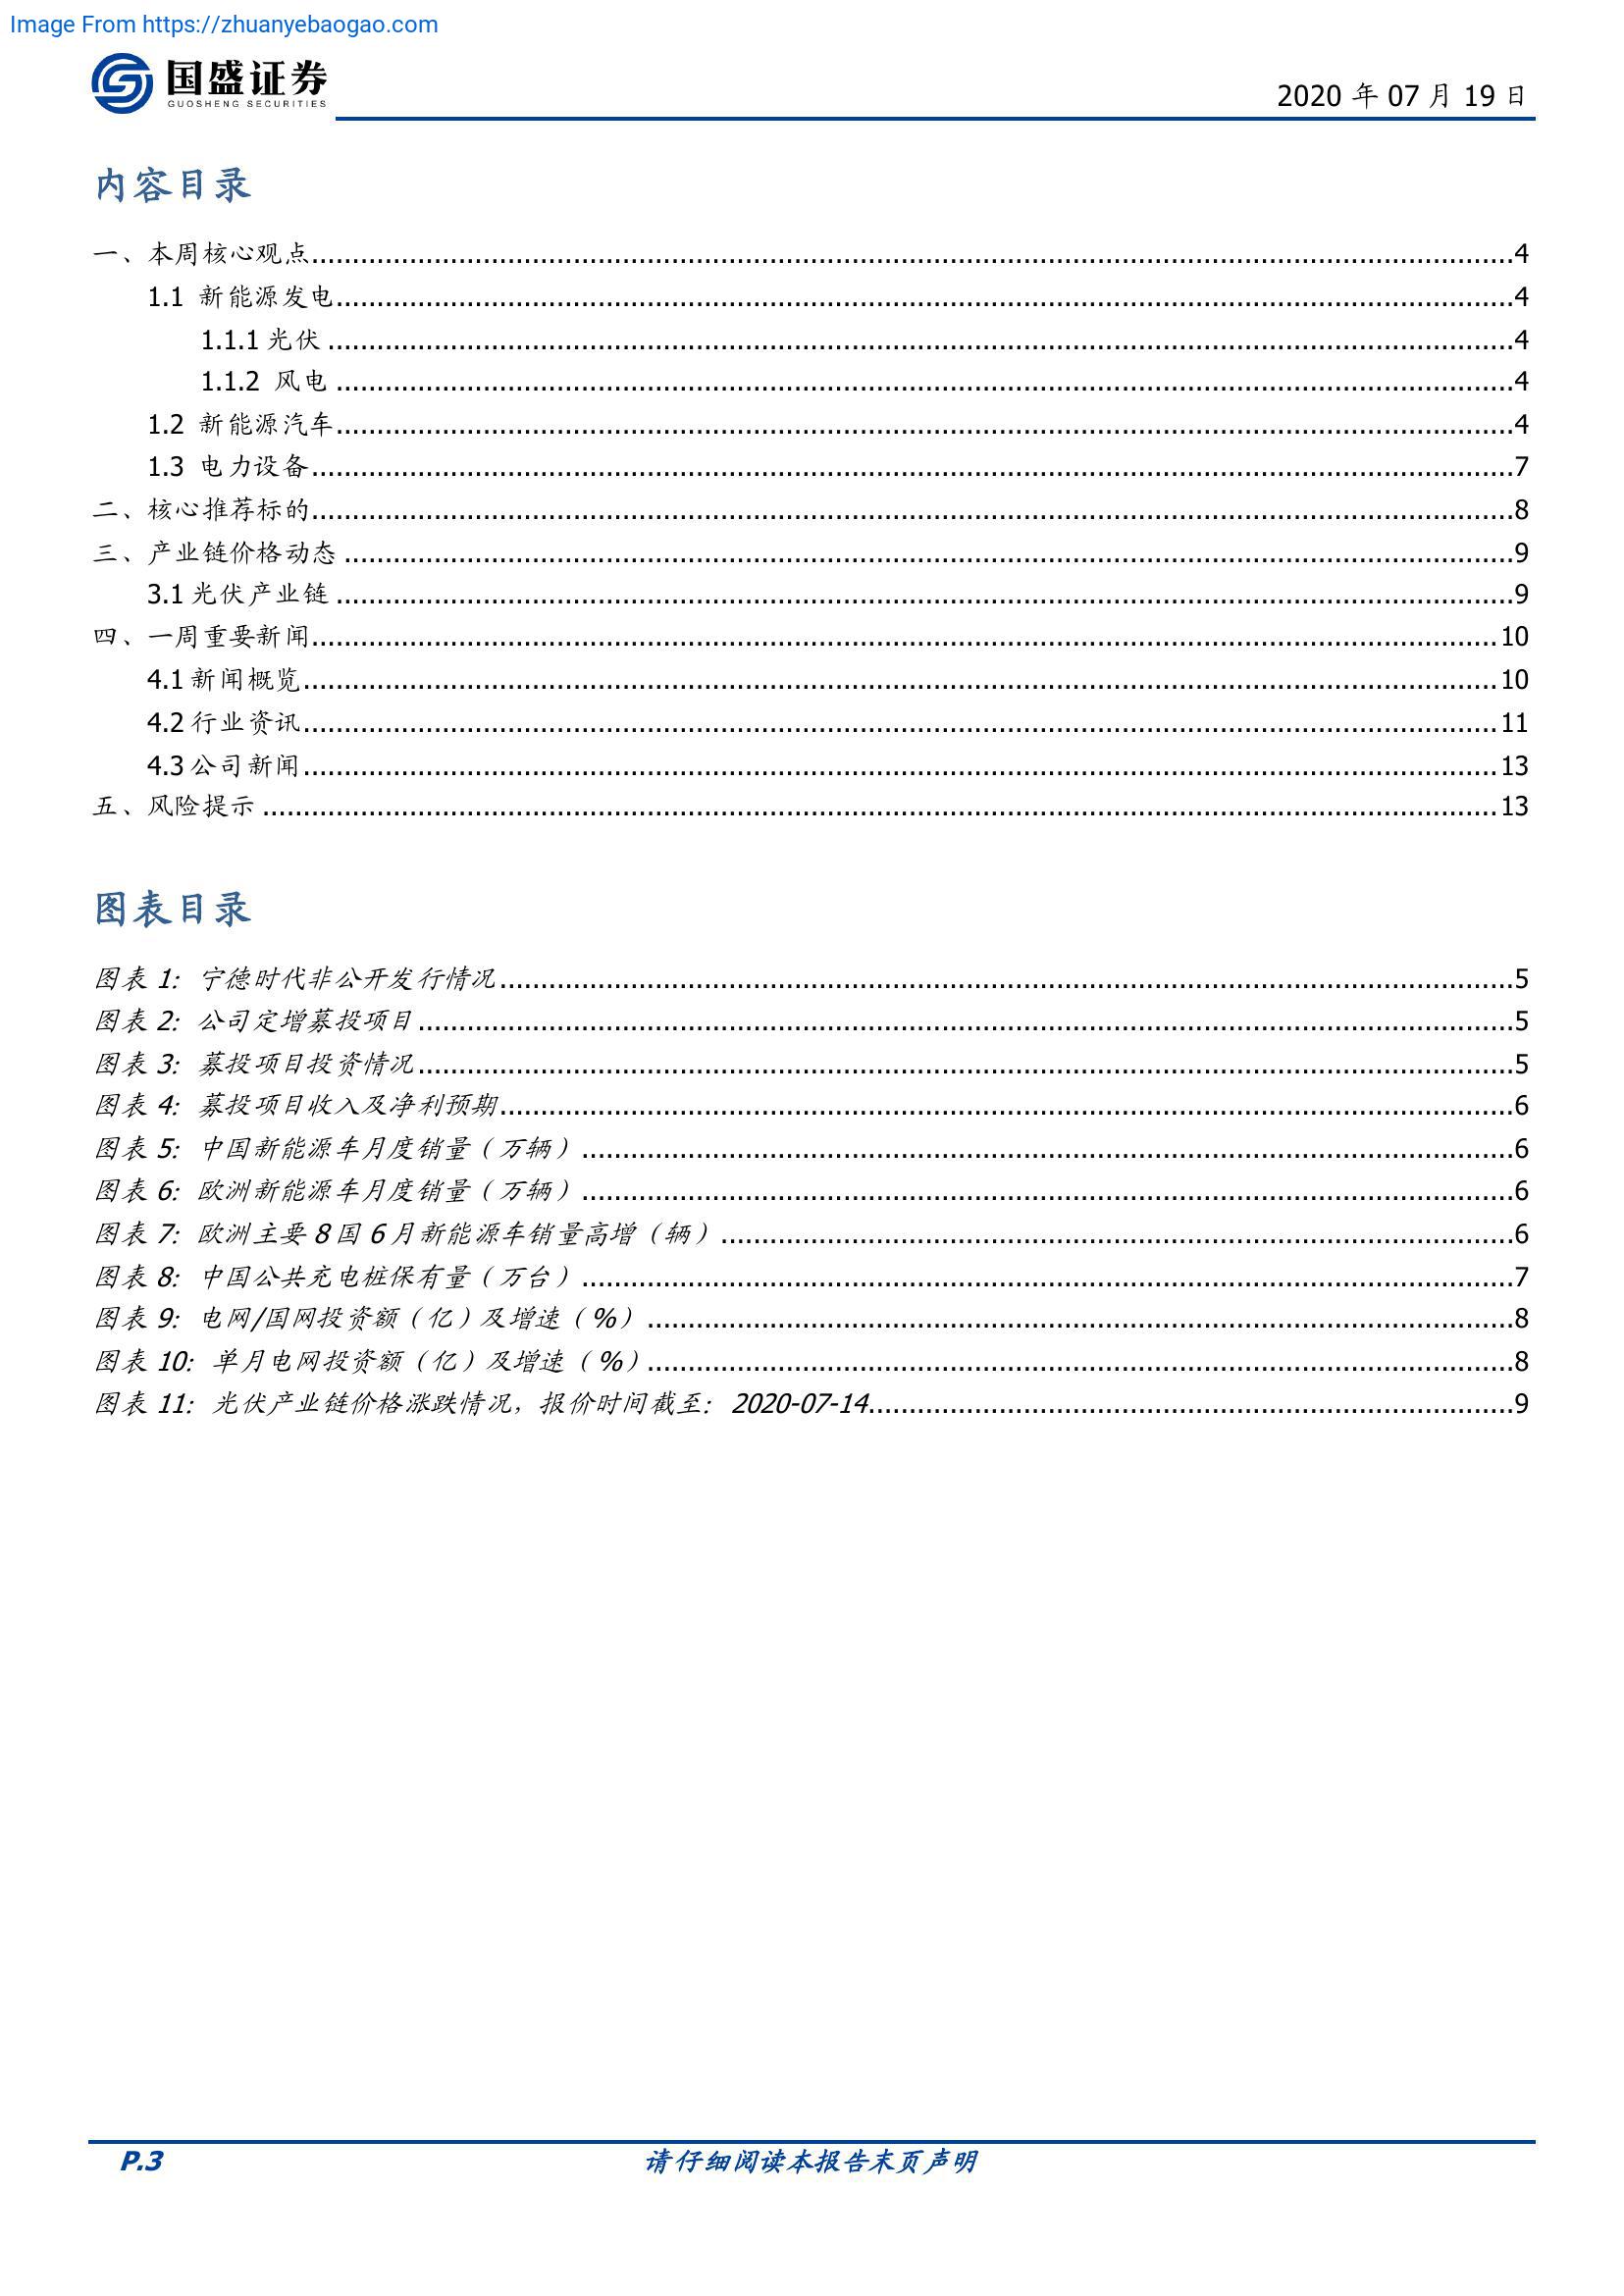 Image From https://zhuanyebaogao.com
国盛证券
GUOSHENG SECURITIES
2020 年 07 月 19 日
内容目录
一、本周核心观点........................................4
1.1 新能源发电........................................4
1.1.1 光伏........................................4
1.1.2 风电........................................4
1.2 新能源汽车........................................4
1.3 电力设备........................................7
二、核心推荐标的........................................8
三、产业链价格动态........................................9
3.1 光伏产业链........................................9
四、一周重要新闻........................................10
4.1 新闻概览........................................10
4.2 行业资讯........................................11
4.3 公司新闻........................................13
五、风险提示........................................13
图表目录
图表 1：宁德时代非公开发行情况........................................5
图表 2：公司定增募投项目........................................5
图表 3：募投项目投资情况........................................5
图表 4：募投项目收入及净利预期........................................6
图表 5：中国新能源车月度销量（万辆）........................................6
图表 6：欧洲新能源车月度销量（万辆）........................................6
图表 7：欧洲主要 8 国 6 月新能源车销量高增（辆）........................................6
图表 8：中国公共充电桩保有量（万台）........................................7
图表 9：电网/国网投资额（亿）及增速（%）........................................8
图表 10：单月电网投资额（亿）及增速（%）........................................8
图表 11：光伏产业链价格涨跌情况，报价时间截至：2020-07-14........................................9
P.3
请仔细阅读本报告末页声明